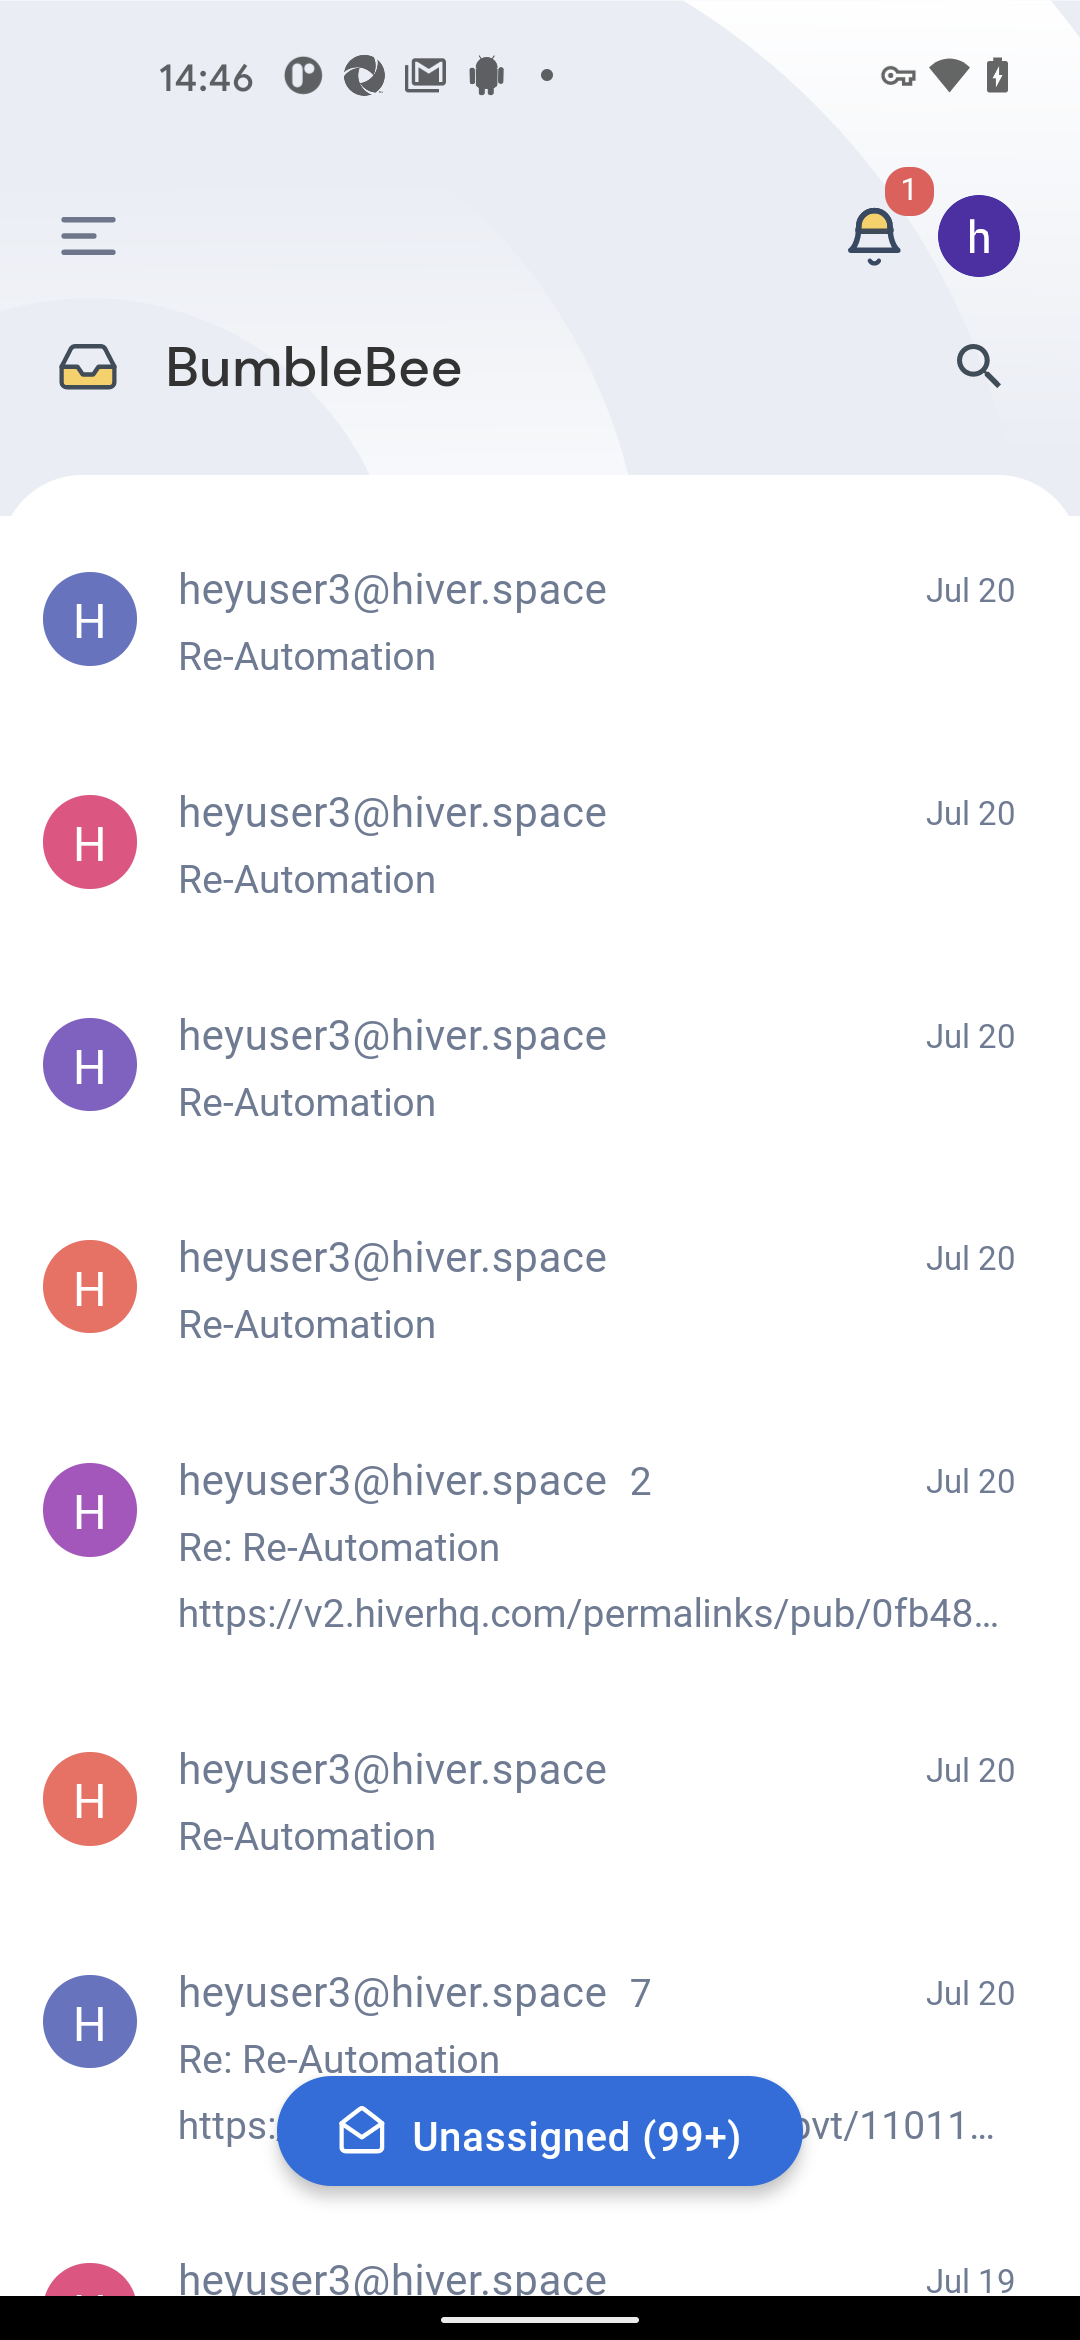 14:46
1
h
BumbleBee
H
heyuser3@hiver.space
Jul 20
Re-Automation
H
heyuser3@hiver.space
Jul 20
Re-Automation
H
heyuser3@hiver.space
Jul 20
Re-Automation
H
heyuser3@hiver.space
Jul 20
Re-Automation
H
heyuser3@hiver.space 2
Jul 20
Re: Re-Automation
https://v2.hiverhq.com/permalinks/pub/0fb48...
H
heyuser3@hiver.space
Jul 20
Re-Automation
H
heyuser3@hiver.space 7
Jul 20
Re: Re-Automation
https:
vt/11011...
Unassigned (99+)
heyuser3@hiver.space
Jul 19